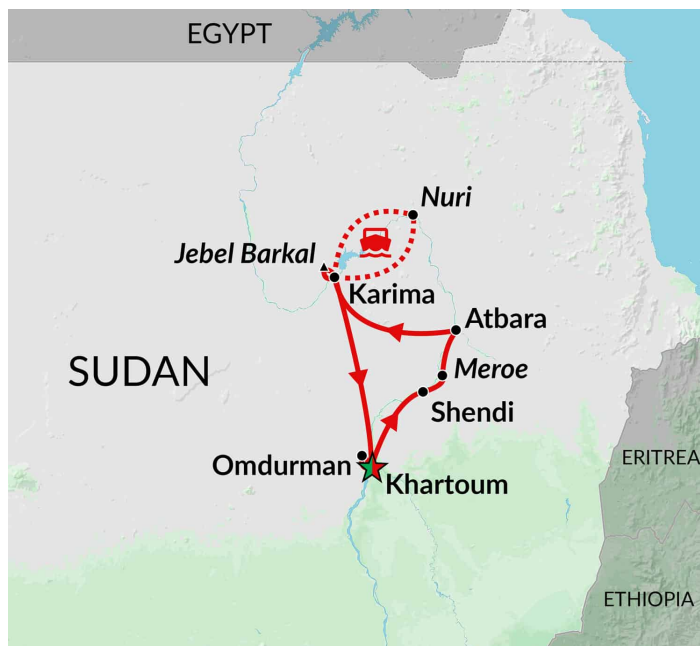 EGYPT
Nuri
Jebel Barkal
Karima
Atbara
SUDAN
Meroe
Shendi
Omdurman
Khartoum
ERITREA
ETHIOPIA